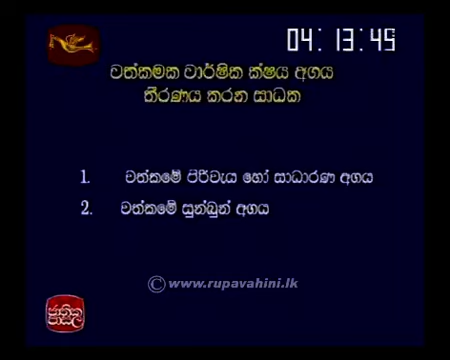 04:13:45
වත්කමක වාර්ෂික ක්ෂය අගය
තීරණය කරන සාධක
1. වත්කමේ පිරිවැය හෝ සාධාරණ අගය
2. වත්කමේ සුන්බුන් අගය
© www.rupavahini.lk
ජාතික
පාසල